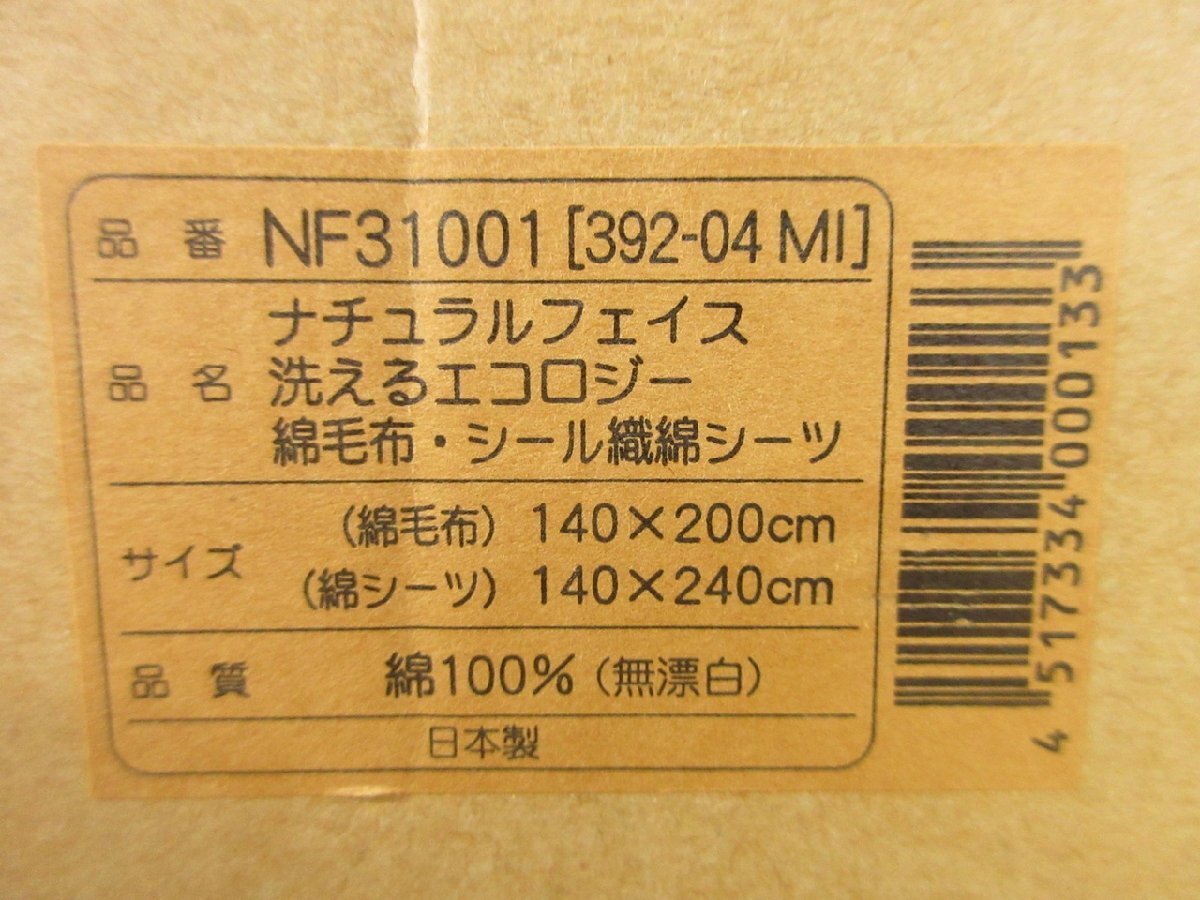 品番 NF31001[392-04 MI]
品名 ナチュラルフェイス
洗えるエコロジー
綿毛布・シール織綿シーツ
サイズ (綿毛布) 140×200cm
(綿シーツ) 140×240cm
品質 綿100%(無漂白)
日本製
4517334000133